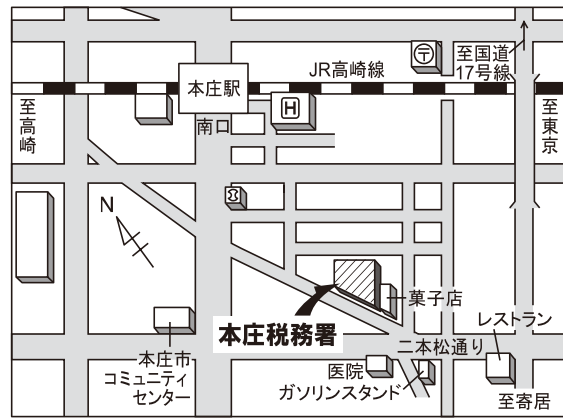 〒
至国道
17号線
JR高崎線
本庄駅
H
至高崎
至東京
南口
N
菓子店
本庄税務署
レストラン
二本松通り
本庄市
コミュニティ
センター
医院
ガソリンスタンド
至寄居